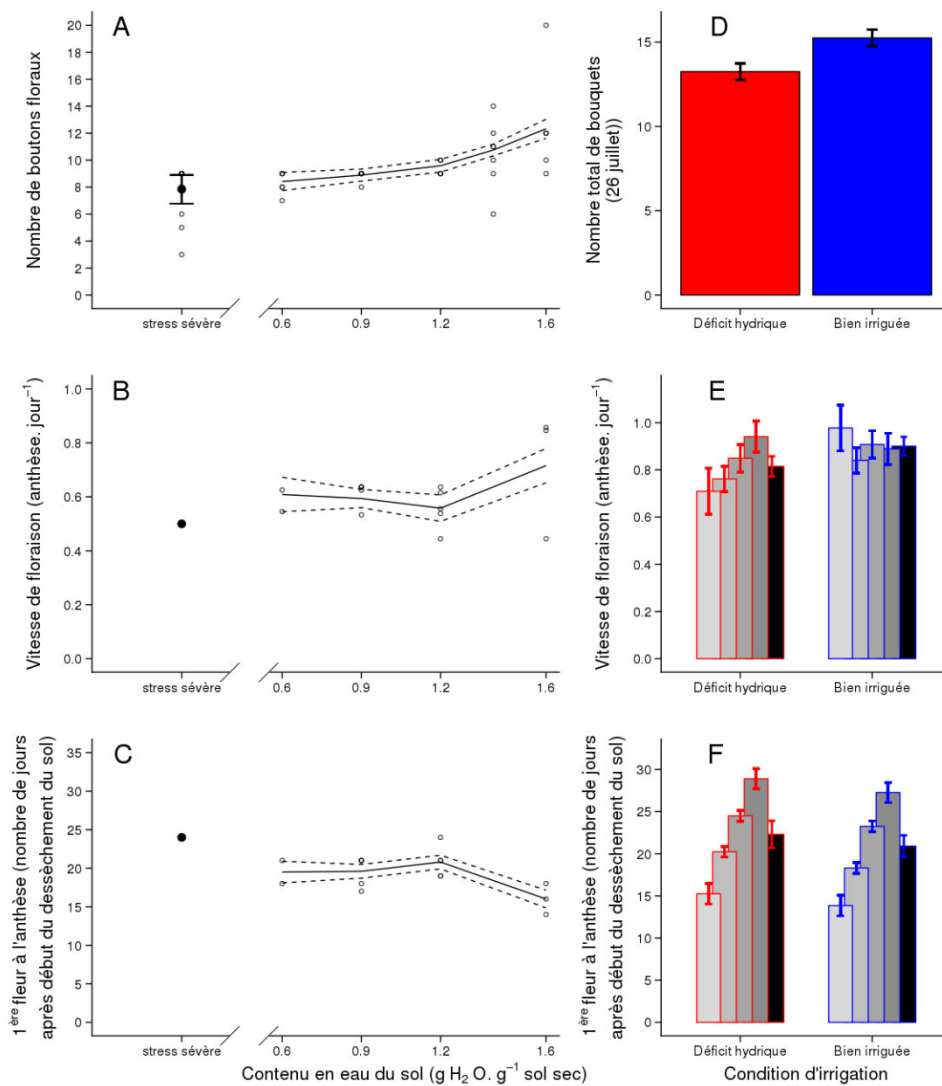 A
Nombre de boutons floraux
20
18
16
14
12
10
8
6
4
2
0
stress sévère
0.6
0.9
1.2
1.6
D
Nombre total de bouquets
(26 juillet))
15
10
5
0
Déficit hydrique
Bien irriguée
B
Vitesse de floraison (anthèse. jour⁻¹)
1.0
0.8
0.6
0.4
0.2
0.0
stress sévère
0.6
0.9
1.2
1.6
E
Vitesse de floraison (anthèse. jour⁻¹)
1.0
0.8
0.6
0.4
0.2
0.0
Déficit hydrique
Bien irriguée
C
1ère fleur à l'anthèse (nombre de jours
après début du dessèchement du sol)
35
30
25
20
15
10
5
0
stress sévère
0.6
0.9
1.2
1.6
Contenu en eau du sol (g H₂ O. g⁻¹ sol sec)
F
1ère fleur à l'anthèse (nombre de jours
après début du dessèchement du sol)
30
25
20
15
10
5
0
Déficit hydrique
Bien irriguée
Condition d'irrigation